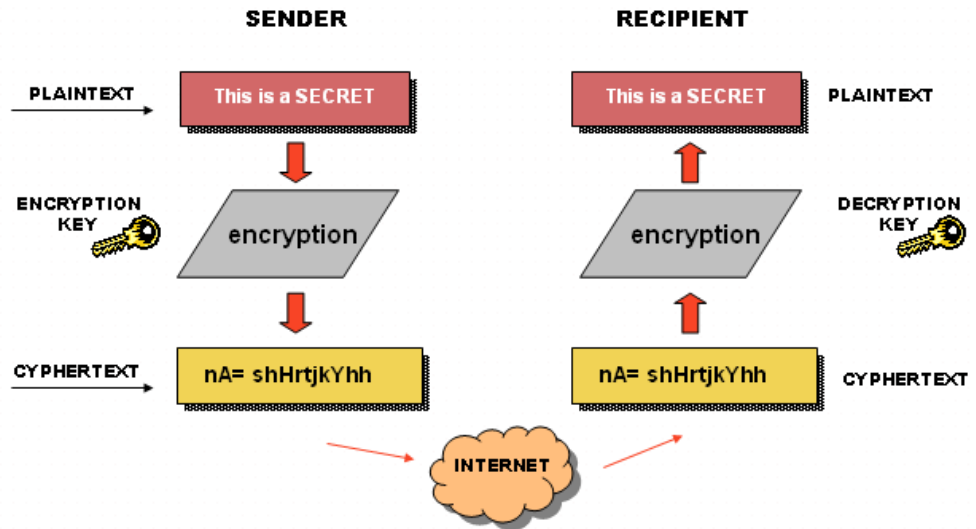 SENDER
RECIPIENT
PLAINTEXT
This is a SECRET
This is a SECRET
PLAINTEXT
ENCRYPTION
KEY
encryption
encryption
DECRYPTION
KEY
CYPHERTEXT
nA= shHrtjkYhh
nA= shHrtjkYhh
CYPHERTEXT
INTERNET